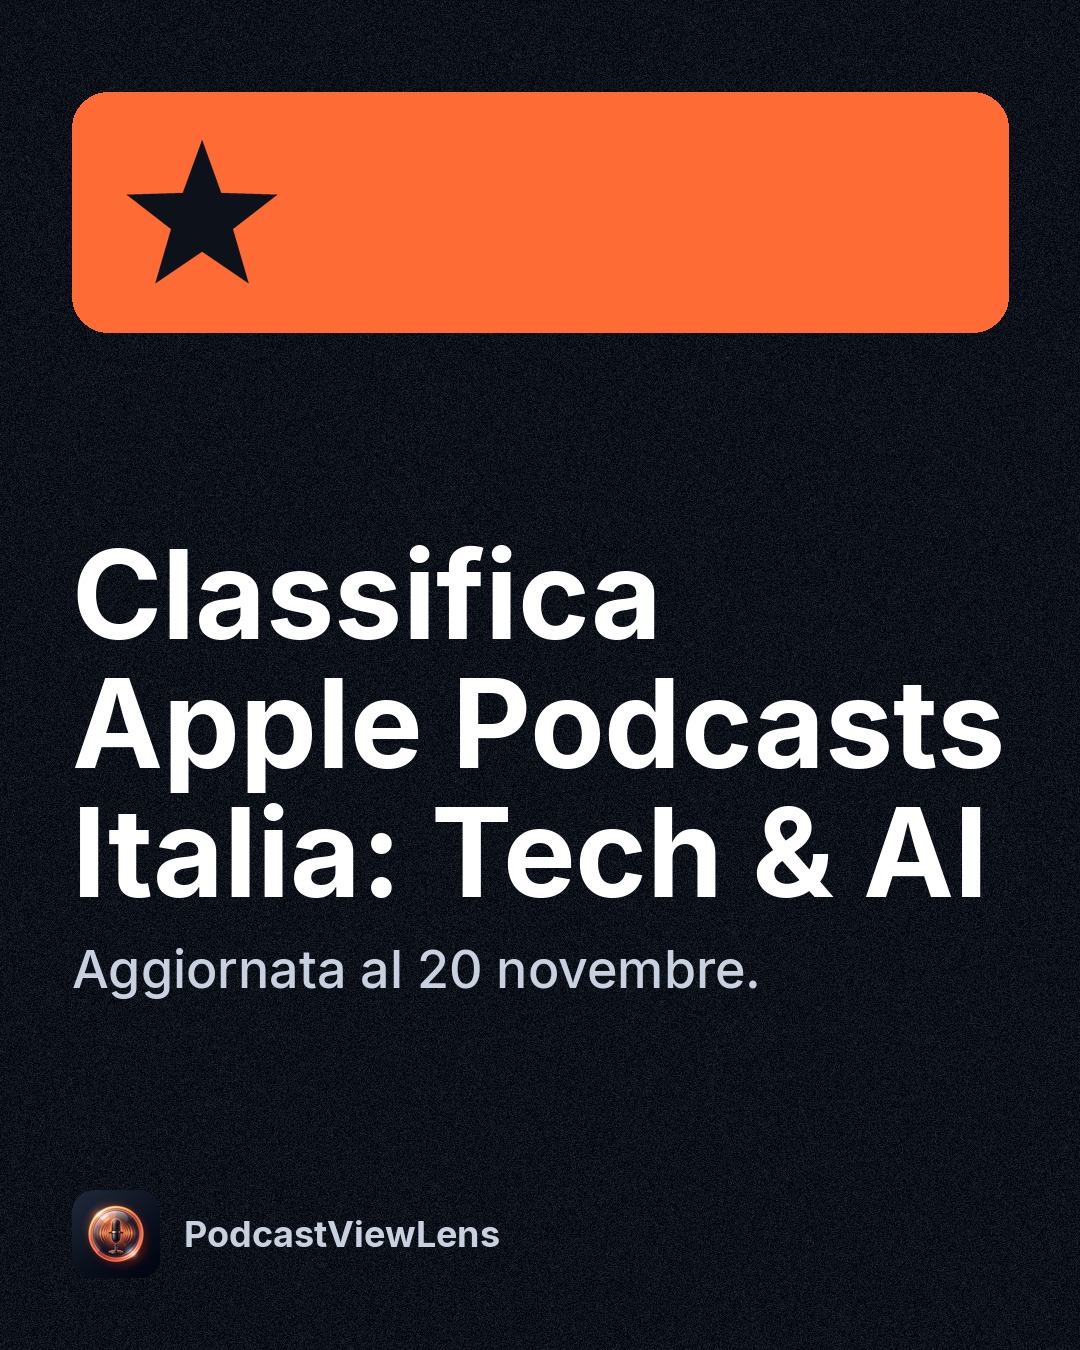 Classifica
Apple Podcasts
Italia: Tech & AI
Aggiornata al 20 novembre.
PodcastViewLens